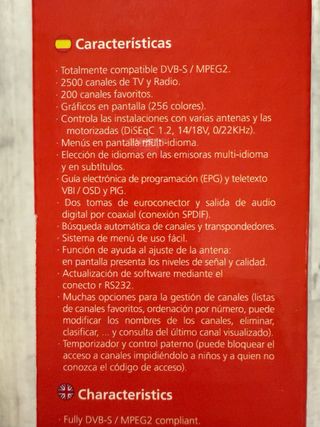 Características
· Totalmente compatible DVB-S / MPEG2.
· 2500 canales de TV y Radio.
· 200 canales favoritos.
· Gráficos en pantalla (256 colores).
· Controla las instalaciones con varias antenas y las
motorizadas (DiSEqC 1.2, 14/18V, 0/22KHz).
· Menús en pantalla multi-idioma.
· Elección de idiomas en las emisoras multi-idioma
y en subtítulos.
· Guía electrónica de programación (EPG) y teletexto
VBI / OSD y PIG.
· Dos tomas de euroconector y salida de audio
digital por coaxial (conexión SPDIF).
· Búsqueda automática de canales y transpondedores.
· Sistema de menú de uso fácil.
· Función de ayuda al ajuste de la antena:
en pantalla presenta los niveles de señal y calidad.
· Actualización de software mediante el
conecto r RS232.
· Muchas opciones para la gestión de canales (listas
de canales favoritos, ordenación por número, puede
modificar los nombres de los canales, eliminar,
clasificar, ... y consulta del último canal visualizado).
· Temporizador y control paterno (puede bloquear el
acceso a canales impidiéndolo a niños y a quien no
conozca el código de acceso).
Characteristics
· Fully DVB-S / MPEG2 compliant.